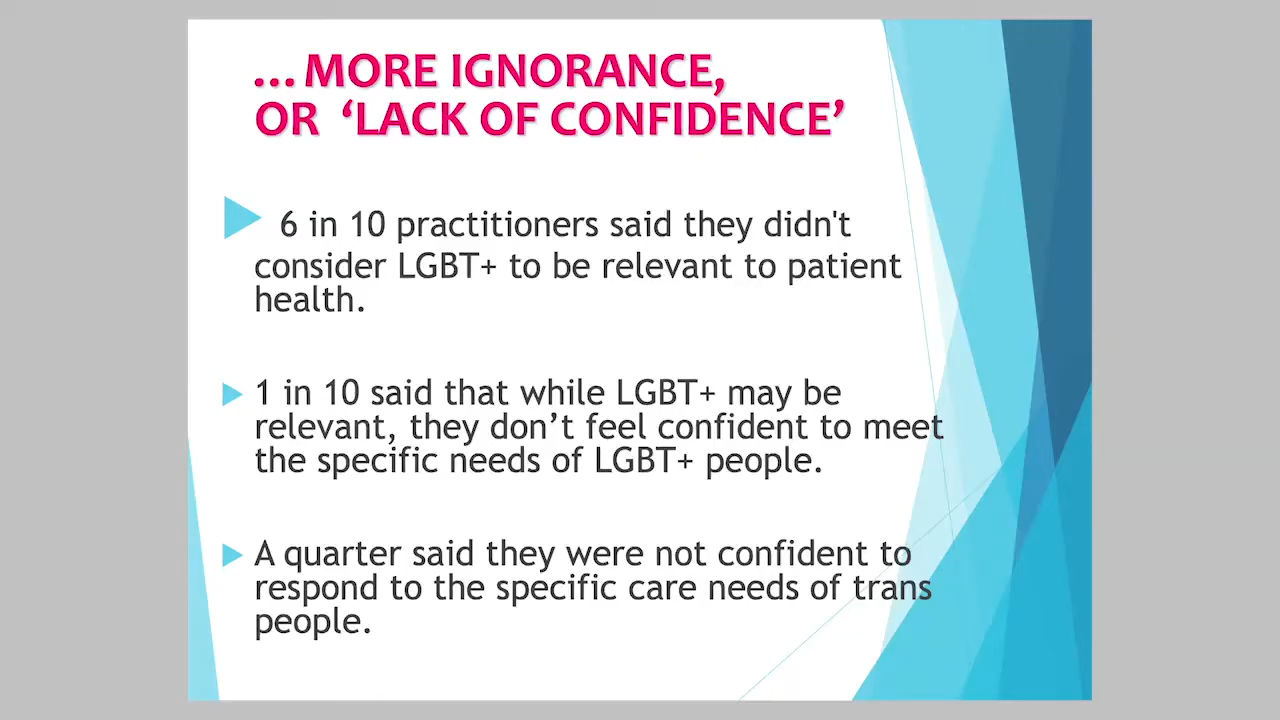 …MORE IGNORANCE,
OR ‘LACK OF CONFIDENCE’
6 in 10 practitioners said they didn't
consider LGBT+ to be relevant to patient
health.
1 in 10 said that while LGBT+ may be
relevant, they don’t feel confident to meet
the specific needs of LGBT+ people.
A quarter said they were not confident to
respond to the specific care needs of trans
people.